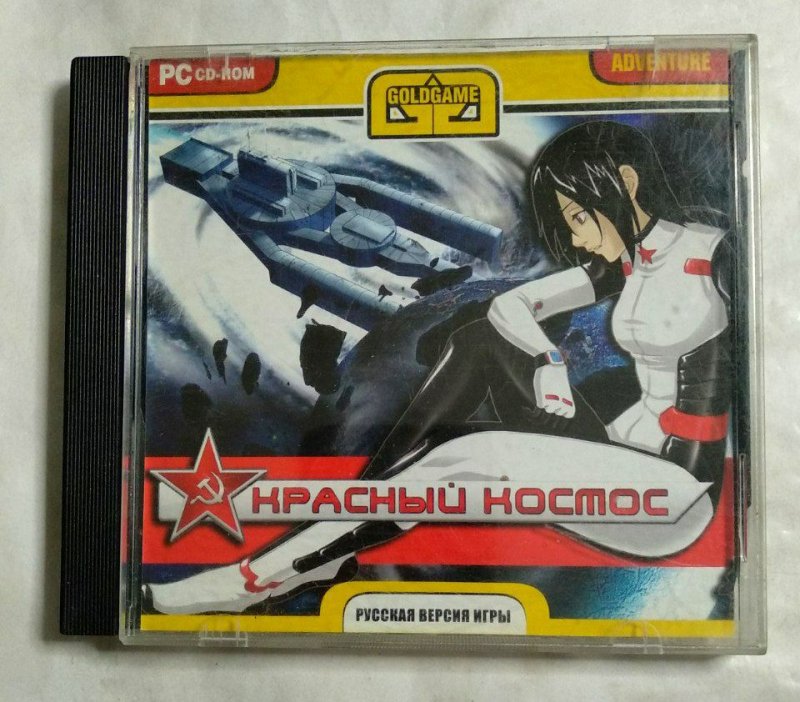 PC CD-ROM
ADVENTURE
GOLDGAME
КРАСНЫЙ КОСМОС
РУССКАЯ ВЕРСИЯ ИГРЫ